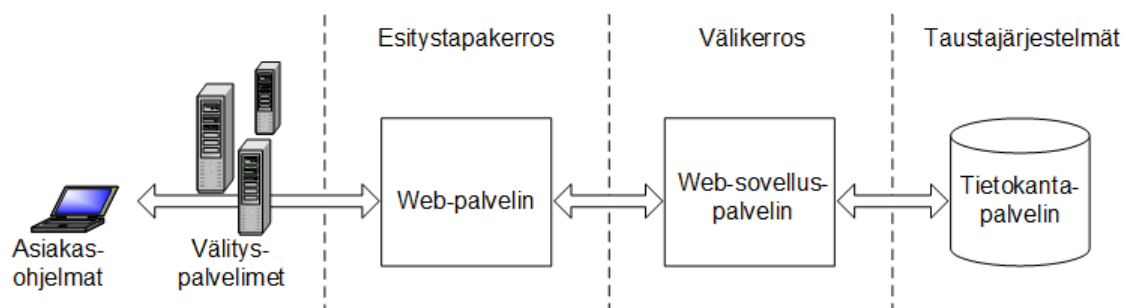 Esitystapakerros
Välikerros
Taustajärjestelmät
Asiakas-
ohjelmat
Välitys-
palvelimet
Web-palvelin
Web-sovellus-
palvelin
Tietokanta-
palvelin